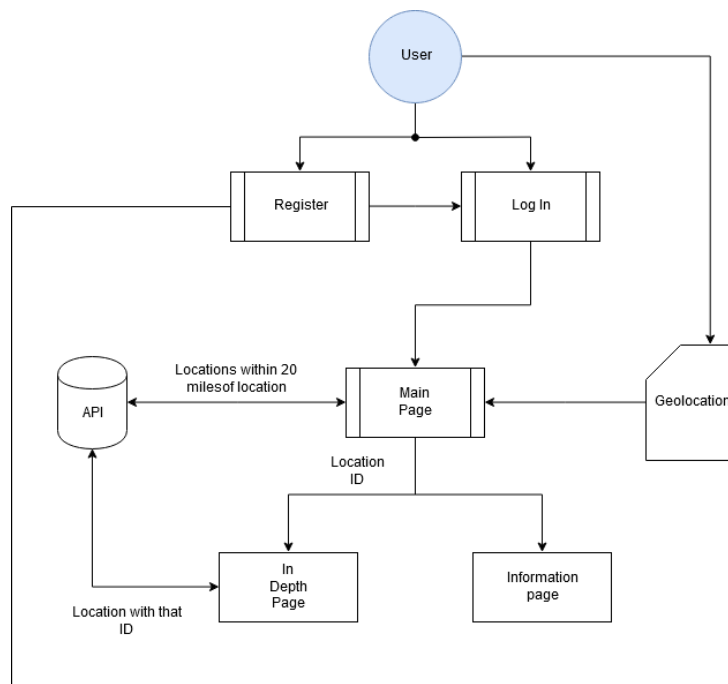 User
Register
Log In
Locations within 20
milesof location
API
Main
Page
Geolocation
Location
ID
In
Depth
Page
Information
page
Location with that
ID